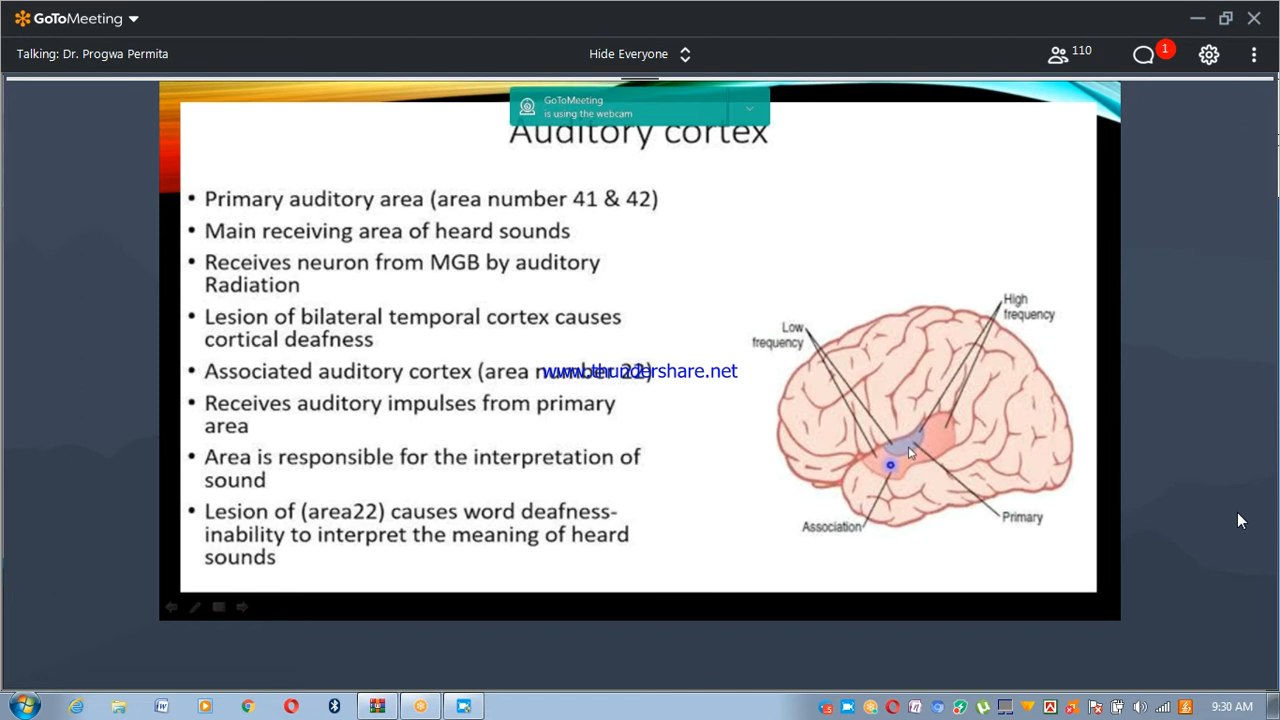 GoToMeeting
Talking: Dr. Progwa Permita
Hide Everyone
110
1
GoToMeeting
is using the webcam
Auditory cortex
• Primary auditory area (area number 41 & 42)
• Main receiving area of heard sounds
• Receives neuron from MGB by auditory
Radiation
• Lesion of bilateral temporal cortex causes
cortical deafness
• Associated auditory cortex (area number 22)
www.thundershare.net
• Receives auditory impulses from primary
area
• Area is responsible for the interpretation of
sound
• Lesion of (area22) causes word deafness-
inability to interpret the meaning of heard
sounds
High
frequency
Low
frequency
Association
Primary
9:30 AM